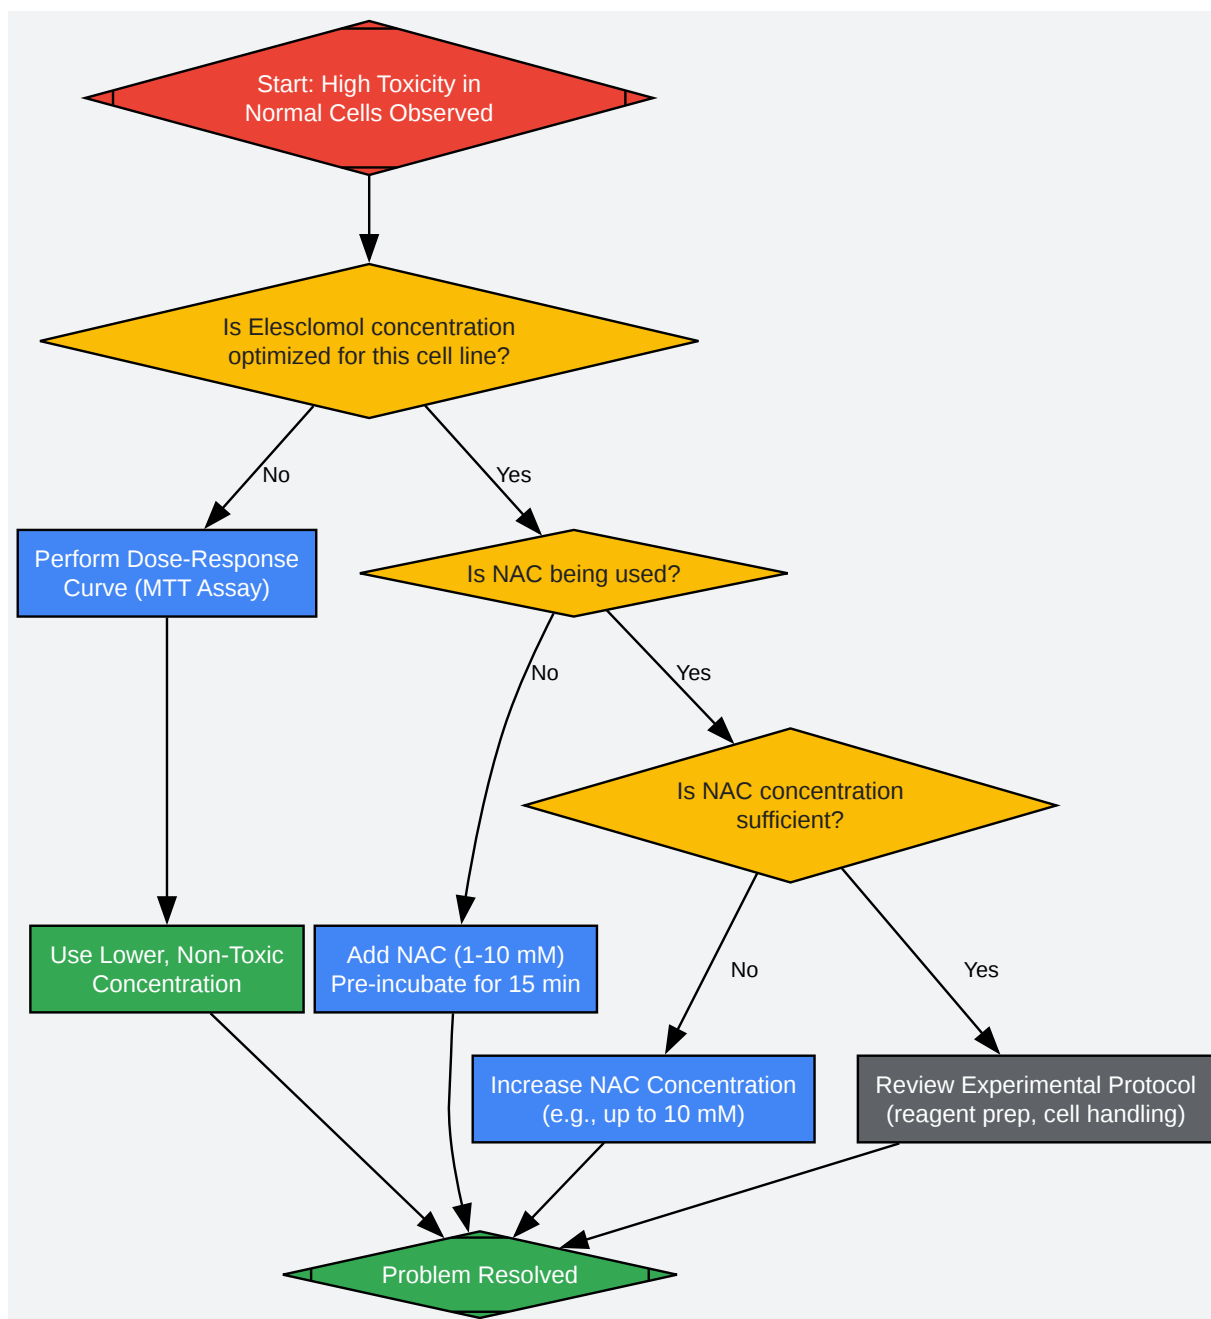 Start: High Toxicity in
Normal Cells Observed
Is Elesclomol concentration
optimized for this cell line?
No
Yes
Perform Dose-Response
Curve (MTT Assay)
Is NAC being used?
No
Yes
Is NAC concentration
sufficient?
Use Lower, Non-Toxic
Concentration
Add NAC (1-10 mM)
Pre-incubate for 15 min
No
Yes
Increase NAC Concentration
(e.g., up to 10 mM)
Review Experimental Protocol
(reagent prep, cell handling)
Problem Resolved